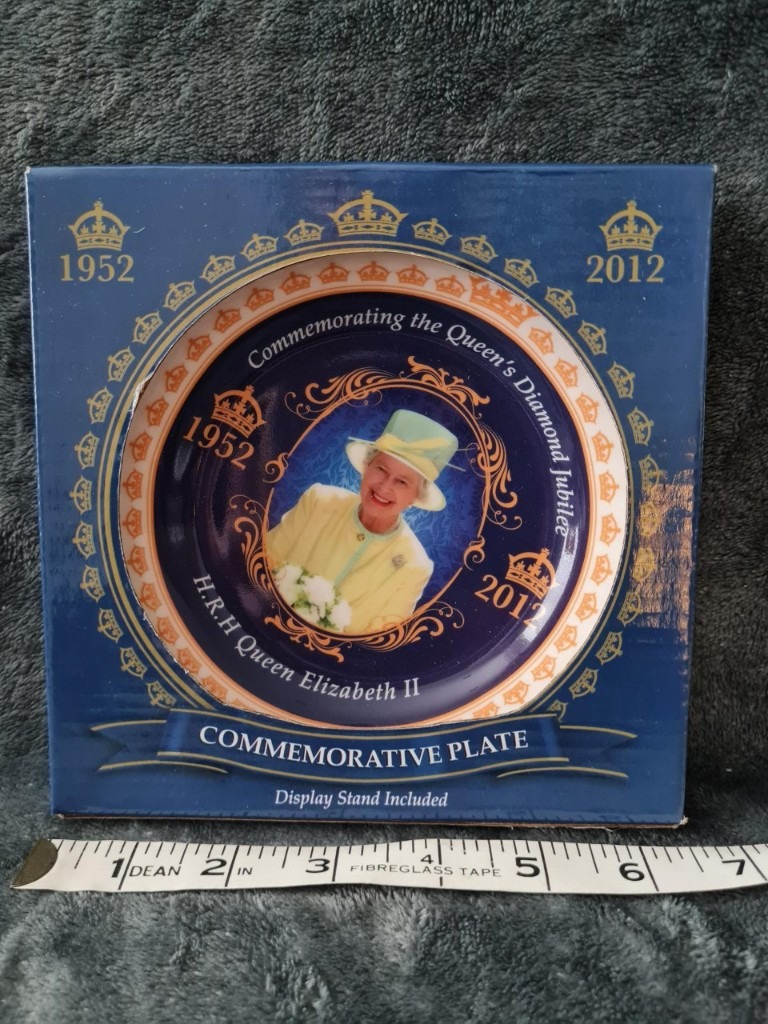 1952
2012
Commemorating the Queen's Diamond Jubilee
1952
2012
H.R.H Queen Elizabeth II
COMMEMORATIVE PLATE
Display Stand Included
1 DEAN 2 IN 3 FIBREGLASS 4 TAPE 5 6 7